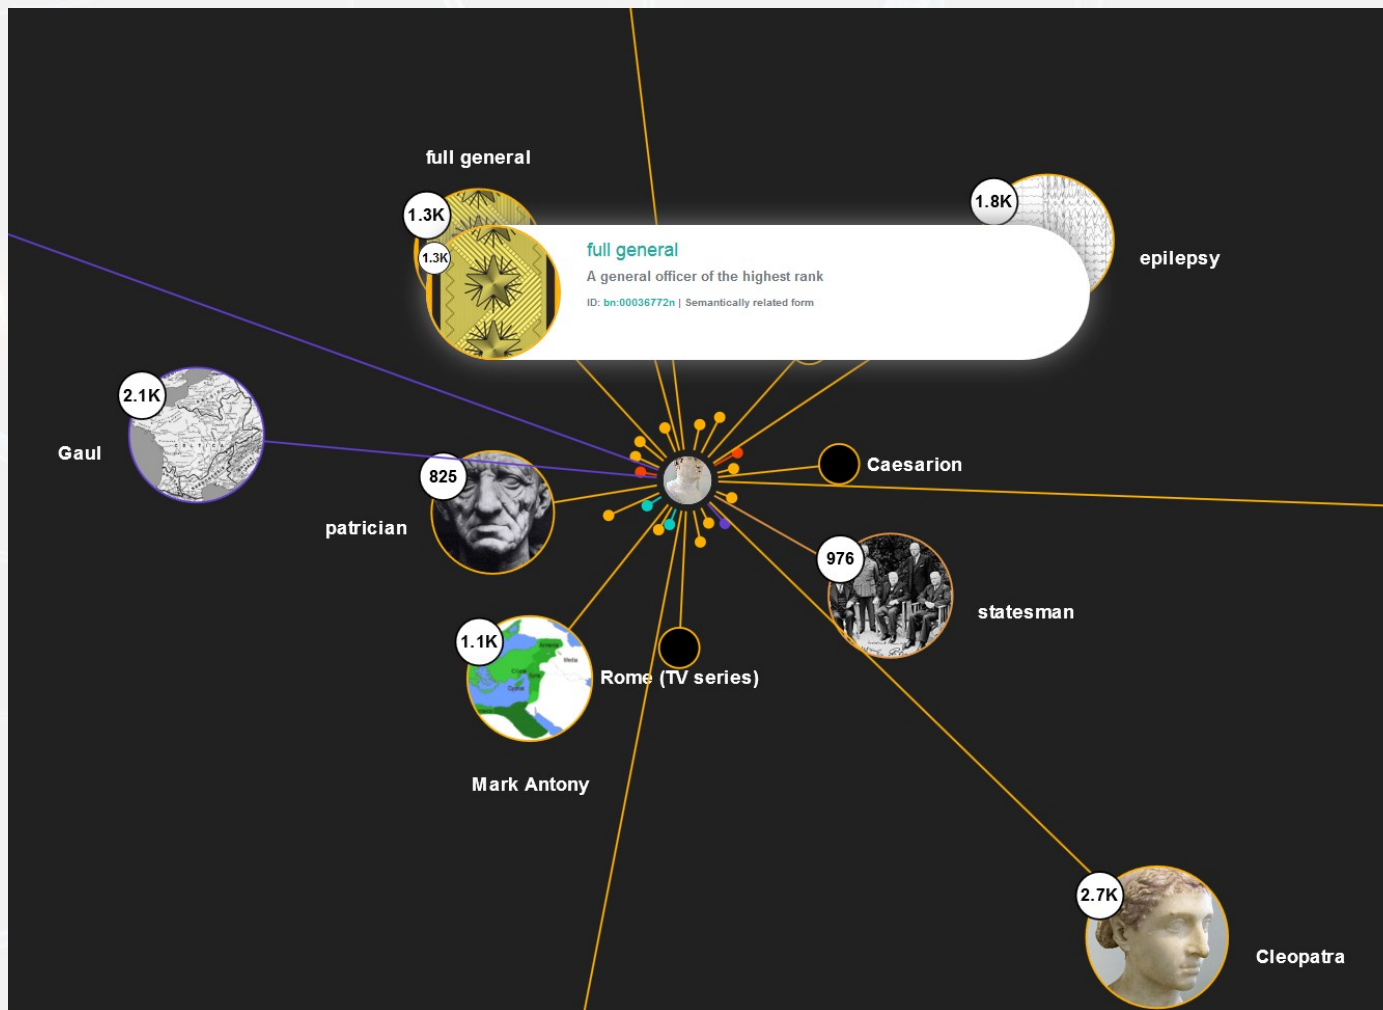 full general
1.3K
1.8K
1.3K
full general
A general officer of the highest rank
ID: bn:00036772n | Semantically related form
epilepsy
2.1K
Gaul
825
patrician
Caesarion
976
statesman
1.1K
Rome (TV series)
Mark Antony
2.7K
Cleopatra